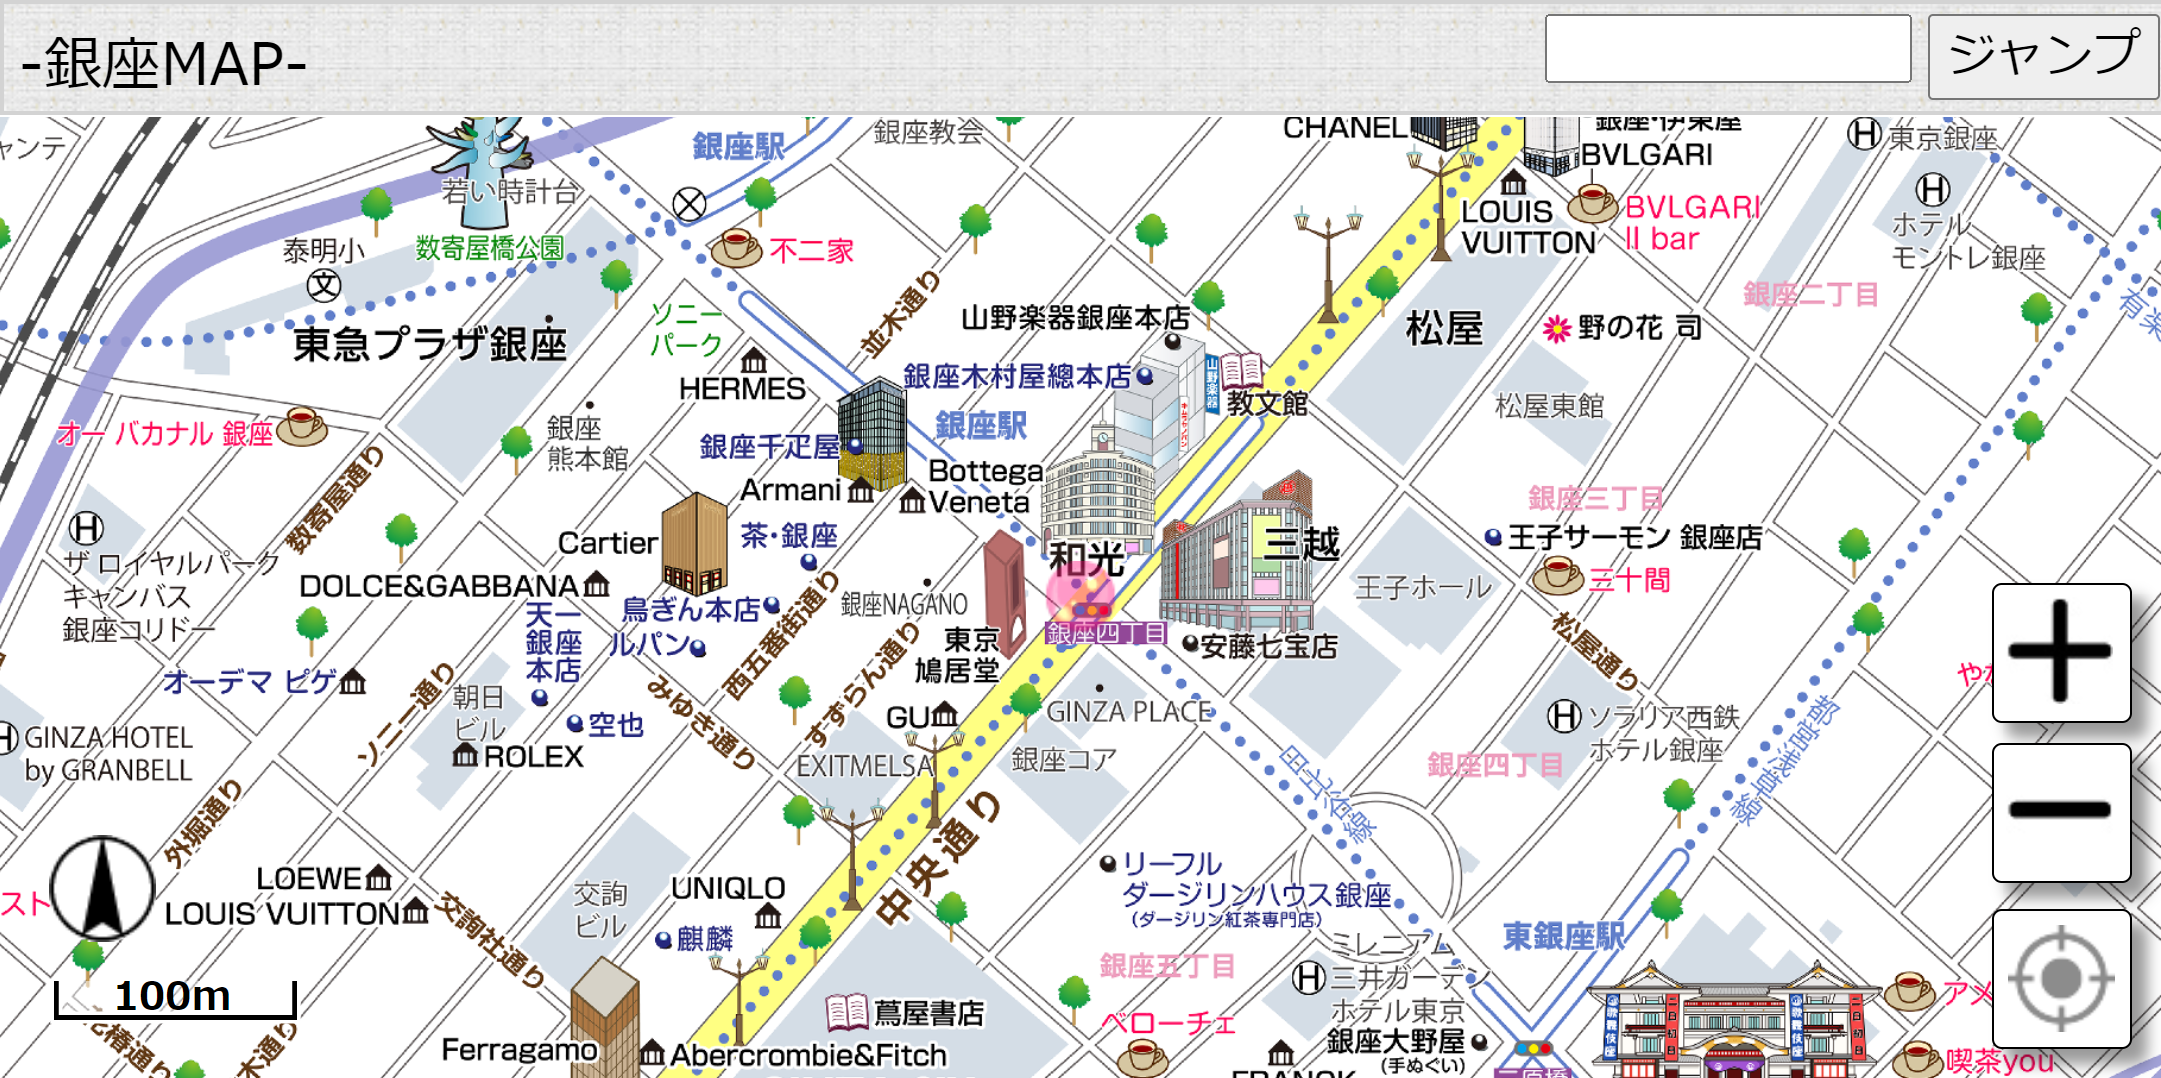 -銀座MAP-
ジャンプ
銀座駅
銀座教会
CHANEL
銀座・伊東屋
BVLGARI
東京銀座
若い時計台
泰明小
文
数寄屋橋公園
不二家
LOUIS
VUITTON
BVLGARI
Il bar
ホテル
モントレ銀座
銀座二丁目
東急プラザ銀座
ソニー
パーク
並木通り
山野楽器銀座本店
松屋
野の花 司
HERMES
銀座木村屋總本店
山野楽器
教文館
松屋東館
オー バカナル 銀座
銀座
熊本館
銀座千疋屋
銀座駅
数寄屋通り
Armani
Bottega
Veneta
銀座三丁目
王子サーモン 銀座店
三十間
Cartier
茶・銀座
和光
三越
王子ホール
ザ ロイヤルパーク
キャンバス
銀座コリドー
DOLCE&GABBANA
天一
銀座
本店
鳥ぎん本店
ルパン
西五番街通り
銀座NAGANO
すずらん通り
東京
鳩居堂
銀座四丁目
安藤七宝店
松屋通り
オーデマ ピゲ
ソニー通り
朝日
ビル
空也
みゆき通り
GU
GINZA PLACE
ソラリア西鉄
ホテル銀座
GINZA HOTEL
by GRANBELL
ROLEX
EXITMELSA
銀座コア
日比谷線
銀座四丁目
都営浅草線
外堀通り
中央通り
LOEWE
LOUIS VUITTON
交詢社通り
交詢
ビル
UNIQLO
麒麟
リーフル
ダージリンハウス銀座
(ダージリン紅茶専門店)
東銀座駅
銀座五丁目
ミレニアム
三井ガーデン
ホテル東京
100m
蔦屋書店
ベローチェ
銀座大野屋
(手ぬぐい)
Ferragamo
Abercrombie&Fitch
歌舞伎座
歌舞伎座
喫茶you